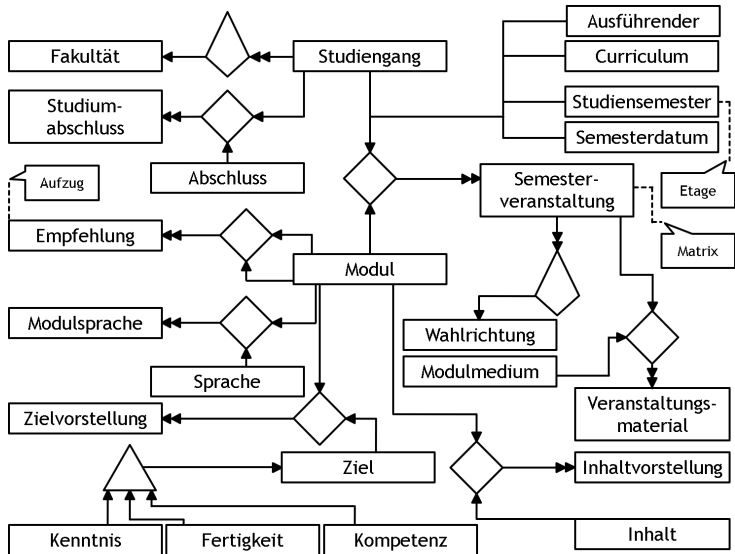 Ausführender
Fakultät
Studiengang
Curriculum
Studium-
abschluss
Studiensemester
Semesterdatum
Abschluss
Aufzug
Semester-
veranstaltung
Etage
Empfehlung
Matrix
Modul
Modulsprache
Wahlrichtung
Sprache
Modulmedium
Zielvorstellung
Veranstaltungs-
material
Ziel
Inhaltvorstellung
Kenntnis
Fertigkeit
Kompetenz
Inhalt